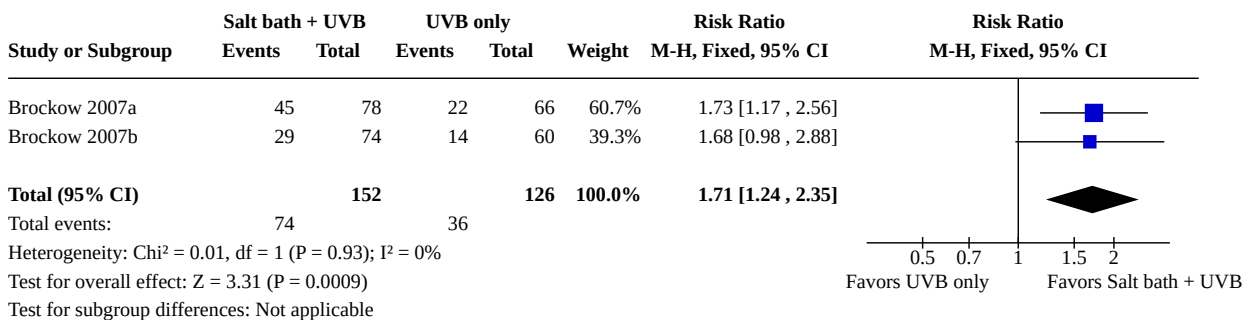 Salt bath + UVB UVB only Risk Ratio Risk Ratio
Study or Subgroup Events Total Events Total Weight M-H, Fixed, 95% CI M-H, Fixed, 95% CI
Brockow 2007a 45 78 22 66 60.7% 1.73 [1.17 , 2.56]
Brockow 2007b 29 74 14 60 39.3% 1.68 [0.98 , 2.88]
Total (95% CI) 152 126 100.0% 1.71 [1.24 , 2.35]
Total events: 74 36
Heterogeneity: Chi² = 0.01, df = 1 (P = 0.93); I² = 0%
0.5 0.7 1 1.5 2
Test for overall effect: Z = 3.31 (P = 0.0009)
Favors UVB only Favors Salt bath + UVB
Test for subgroup differences: Not applicable